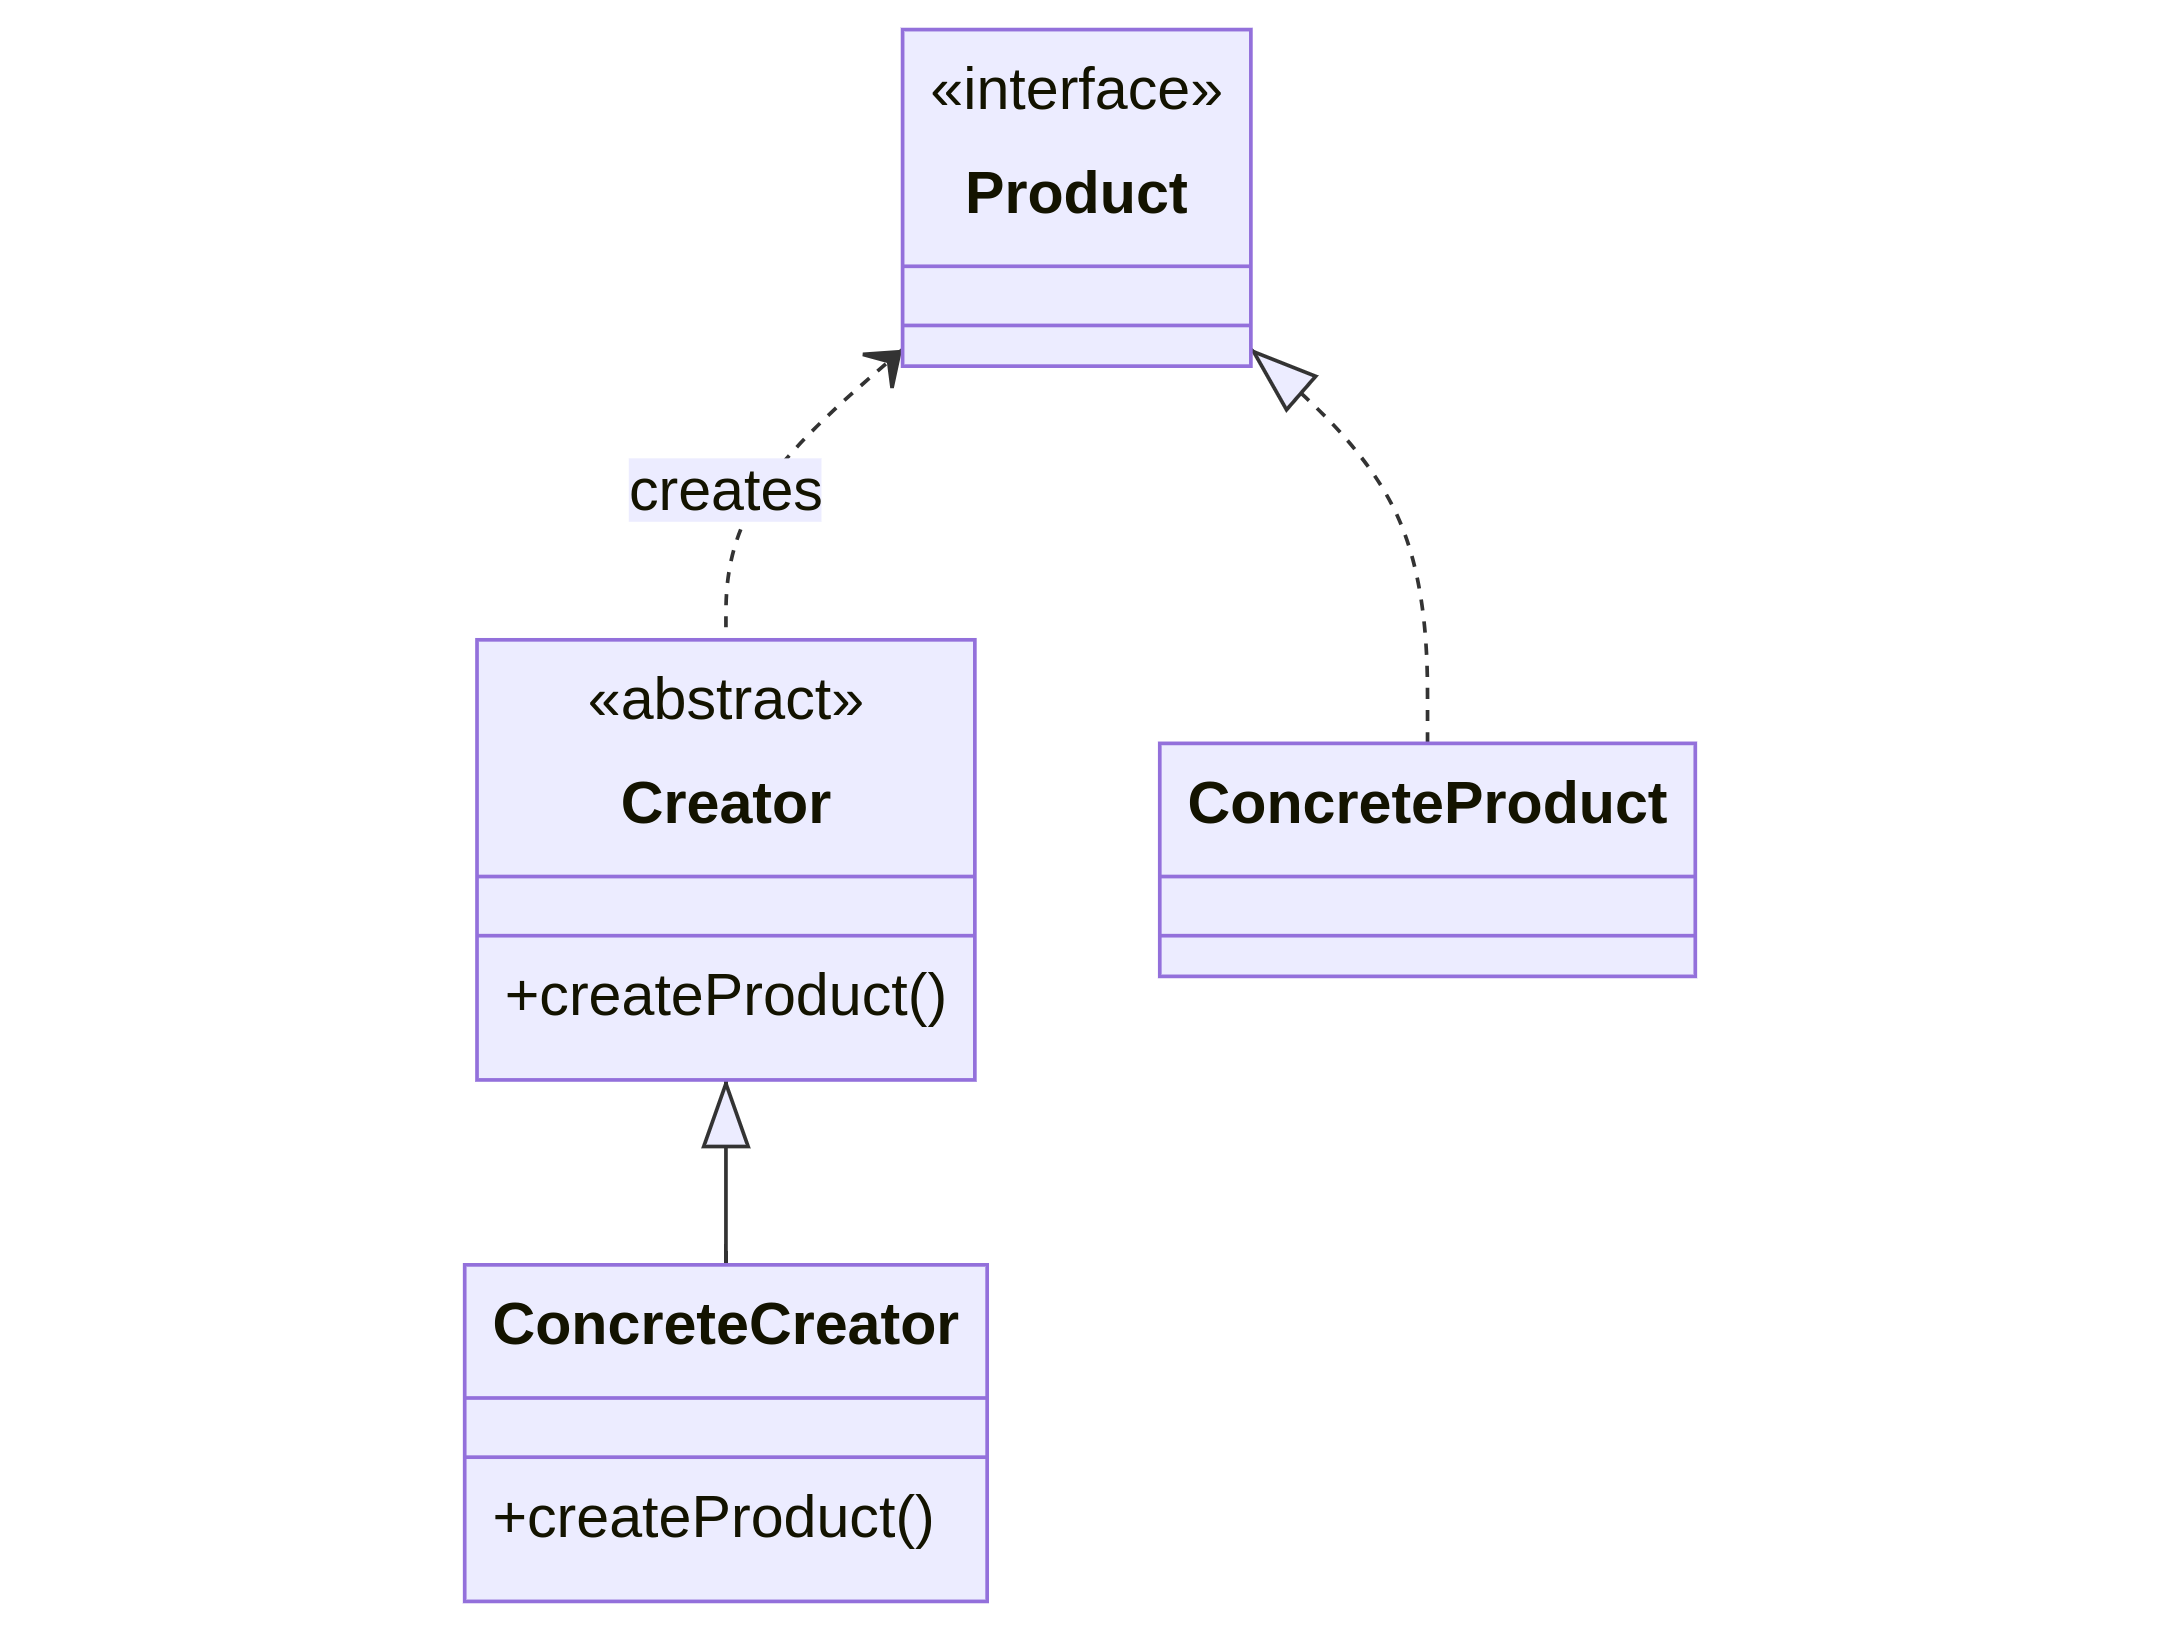 «interface»
Product
creates
«abstract»
Creator
+createProduct()
ConcreteProduct
ConcreteCreator
+createProduct()